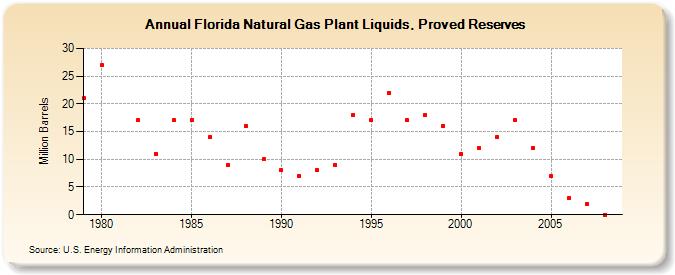 Annual Florida Natural Gas Plant Liquids, Proved Reserves
Million Barrels
30
25
20
15
10
5
0
1980 1985 1990 1995 2000 2005
Source: U.S. Energy Information Administration